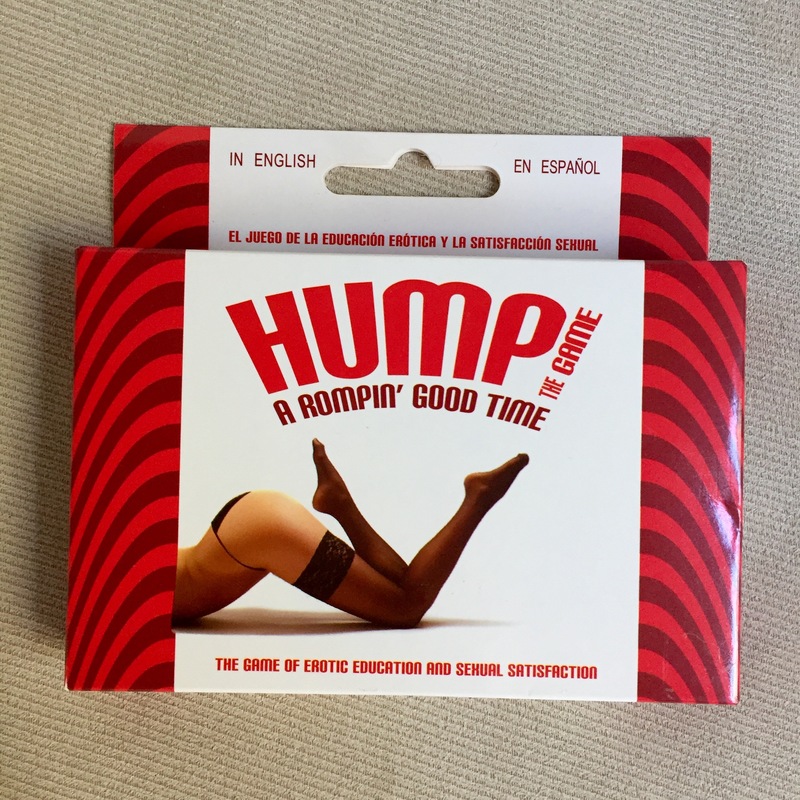 IN ENGLISH
EN ESPAÑOL
EL JUEGO DE LA EDUCACIÓN ERÓTICA Y LA SATISFACCIÓN SEXUAL
HUMP
THE GAME
A ROMPIN' GOOD TIME
THE GAME OF EROTIC EDUCATION AND SEXUAL SATISFACTION